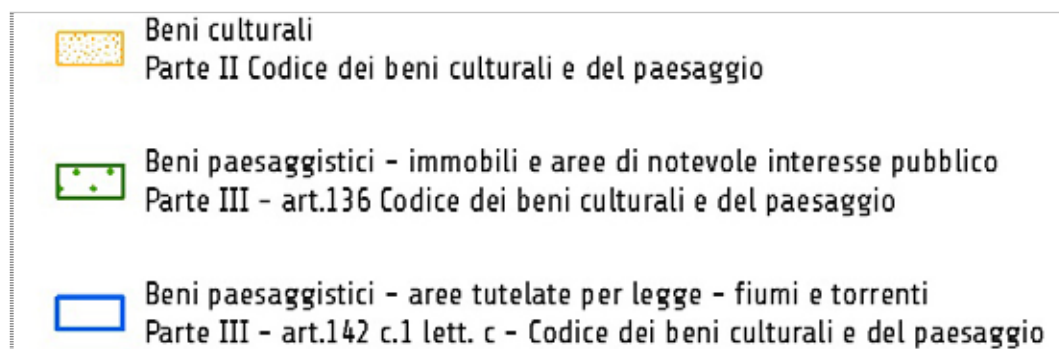 Beni culturali
Parte II Codice dei beni culturali e del paesaggio
Beni paesaggistici - immobili e aree di notevole interesse pubblico
Parte III - art.136 Codice dei beni culturali e del paesaggio
Beni paesaggistici - aree tutelate per legge - fiumi e torrenti
Parte III - art.142 c.1 lett. c - Codice dei beni culturali e del paesaggio